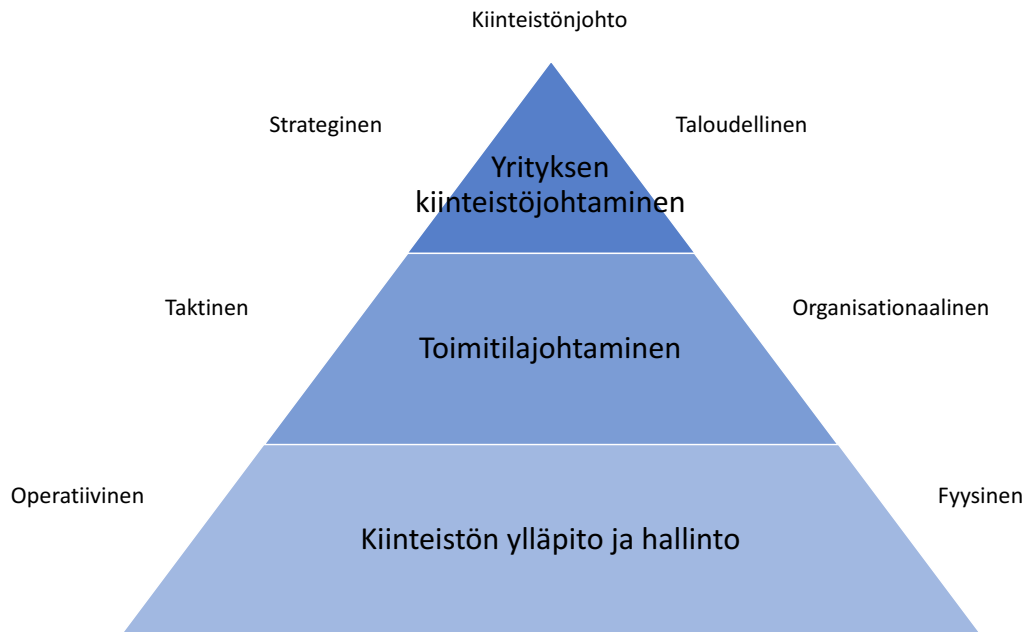 Kiinteistönjohto
Strateginen
Taloudellinen
Yrityksen
kiinteistöjohtaminen
Taktinen
Organisationaalinen
Toimitilajohtaminen
Operatiivinen
Fyysinen
Kiinteistön ylläpito ja hallinto